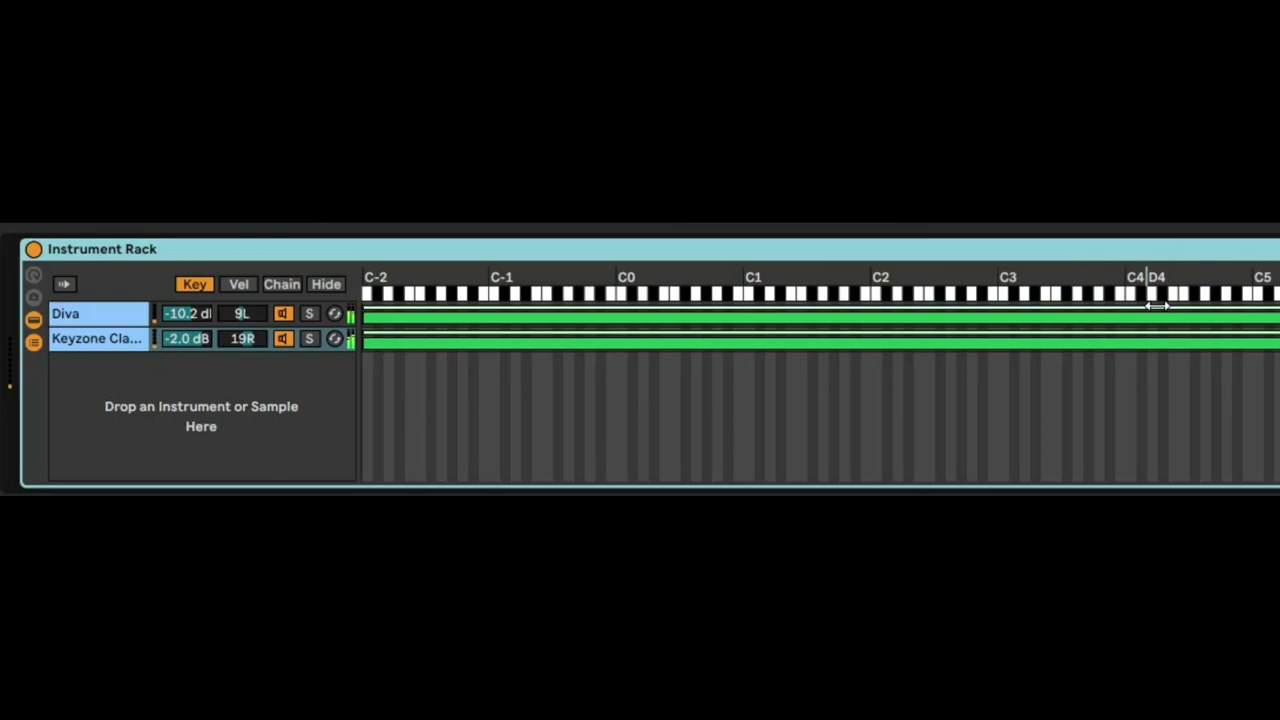 Instrument Rack
Key Vel Chain Hide
C-2 C-1 C0 C1 C2 C3 C4 D4 C5
Diva -10.2 dl 9L S
Keyzone Cla... -2.0 dB 19R S
Drop an Instrument or Sample
Here